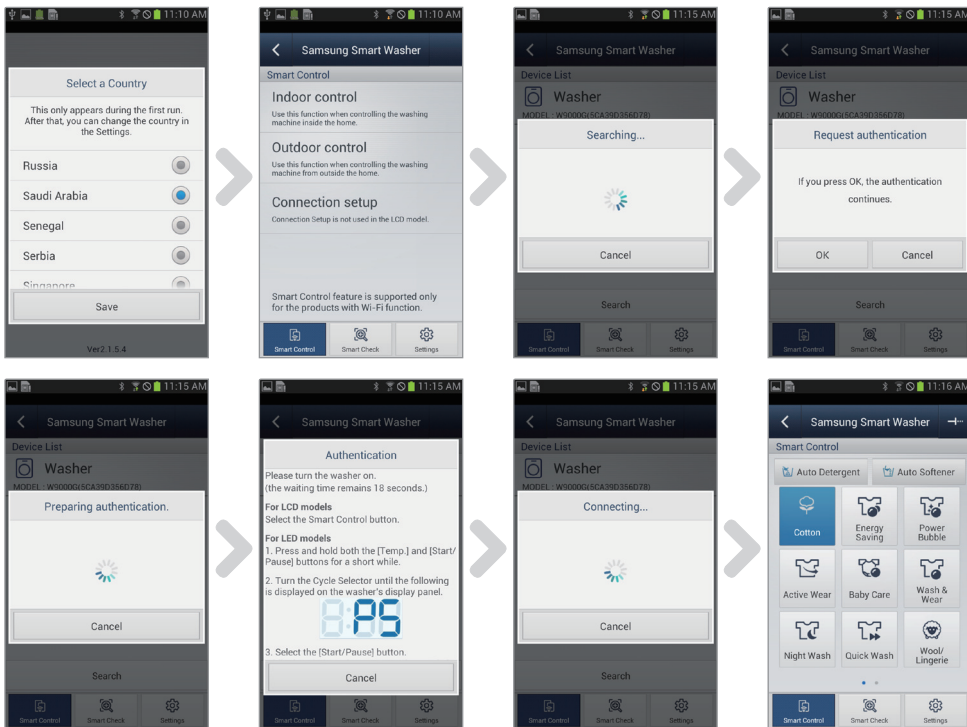 11:10 AM
Select a Country
This only appears during the first run.
After that, you can change the country in
the Settings.
Russia
Saudi Arabia
Senegal
Serbia
Singapore
Save
Ver2.1.5.4
11:10 AM
Samsung Smart Washer
Smart Control
Indoor control
Use this function when controlling the washing
machine inside the home.
Outdoor control
Use this function when controlling the washing
machine from outside the home.
Connection setup
Connection Setup is not used in the LCD model.
Smart Control feature is supported only
for the products with Wi-Fi function.
Smart Control
Smart Check
Settings
11:15 AM
Samsung Smart Washer
Device List
Washer
MODEL : W9000G(5CA39D356D78)
Searching...
Cancel
Search
Smart Control
Smart Check
Settings
11:15 AM
Samsung Smart Washer
Device List
Washer
MODEL : W9000G(5CA39D356D78)
Request authentication
If you press OK, the authentication
continues.
OK
Cancel
Search
Smart Control
Smart Check
Settings
11:15 AM
Samsung Smart Washer
Device List
Washer
MODEL : W9000G(5CA39D356D78)
Preparing authentication.
Cancel
Search
Smart Control
Smart Check
Settings
11:15 AM
Samsung Smart Washer
Authentication
Please turn the washer on.
(the waiting time remains 18 seconds.)
For LCD models
Select the Smart Control button.
For LED models
1. Press and hold both the [Temp.] and [Start/
Pause] buttons for a short while.
2. Turn the Cycle Selector until the following
is displayed on the washer's display panel.
PS
3. Select the [Start/Pause] button.
Cancel
Smart Control
Smart Check
Settings
11:15 AM
Samsung Smart Washer
Device List
Washer
MODEL : W9000G(5CA39D356D78)
Connecting...
Cancel
Search
Smart Control
Smart Check
Settings
11:16 AM
Samsung Smart Washer
Smart Control
Auto Detergent
Auto Softener
Cotton
Energy
Saving
Power
Bubble
Active Wear
Baby Care
Wash &
Wear
Night Wash
Quick Wash
Wool/
Lingerie
Smart Control
Smart Check
Settings